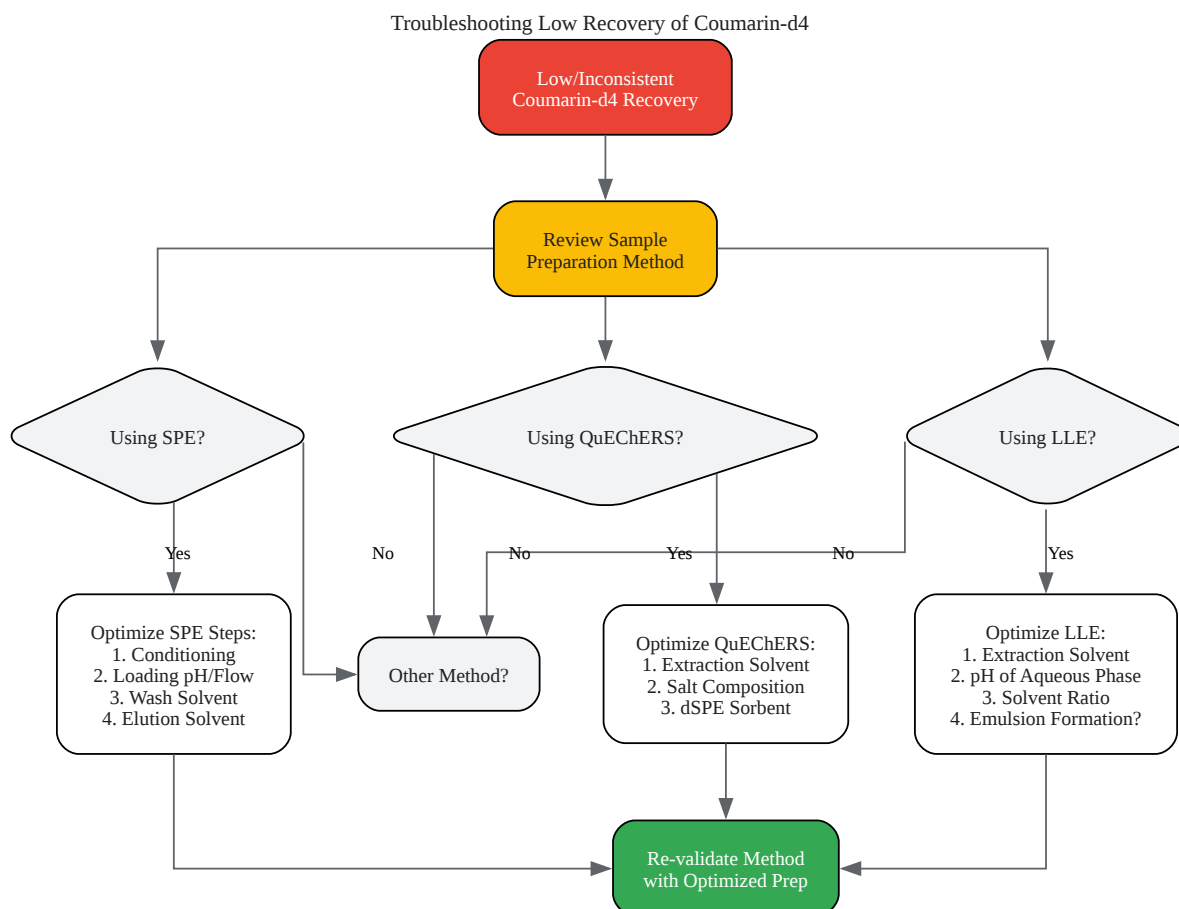 Troubleshooting Low Recovery of Coumarin-d4
Low/Inconsistent
Coumarin-d4 Recovery
Review Sample
Preparation Method
Using SPE?
Using QuEChERS?
Using LLE?
Yes
No
No
Yes
No
Yes
Optimize SPE Steps:
1. Conditioning
2. Loading pH/Flow
3. Wash Solvent
4. Elution Solvent
Other Method?
Optimize QuEChERS:
1. Extraction Solvent
2. Salt Composition
3. dSPE Sorbent
Optimize LLE:
1. Extraction Solvent
2. pH of Aqueous Phase
3. Solvent Ratio
4. Emulsion Formation?
Re-validate Method
with Optimized Prep